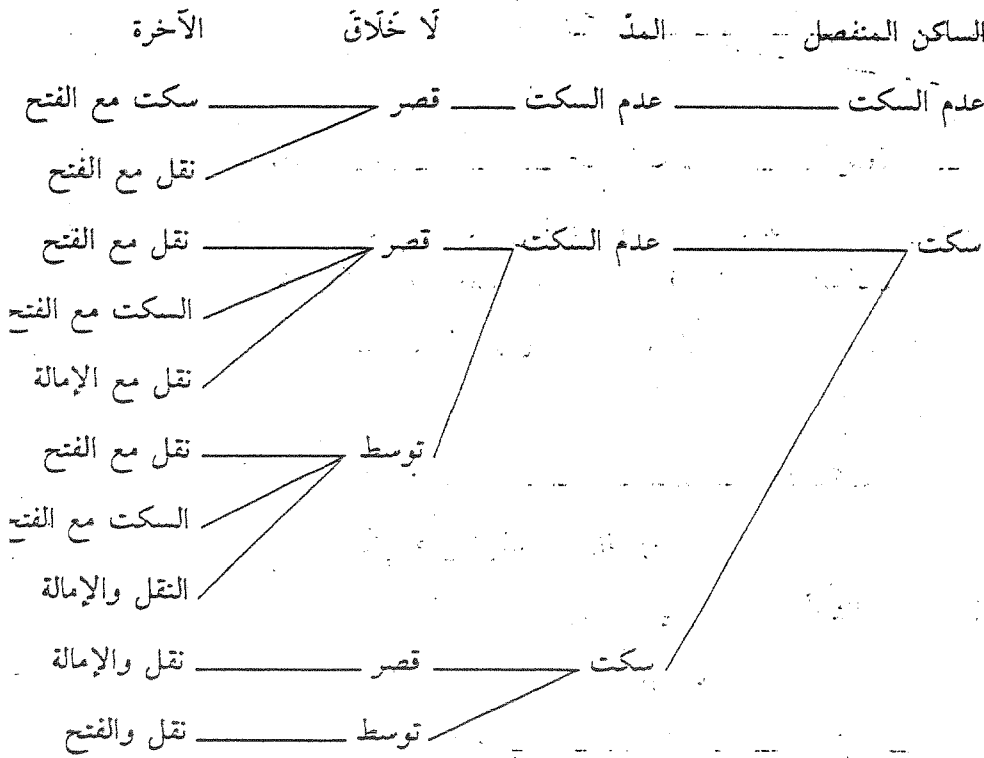 الساكن المنفصل المدّ لَا خَلَاقَ الآخرة
عدم السكت عدم السكت قصر سكت مع الفتح
نقل مع الفتح
سكت عدم السكت قصر نقل مع الفتح
السكت مع الفتح
نقل مع الإمالة
توسط نقل مع الفتح
السكت مع الفتح
النقل والإمالة
سكت قصر نقل والإمالة
توسط نقل والفتح